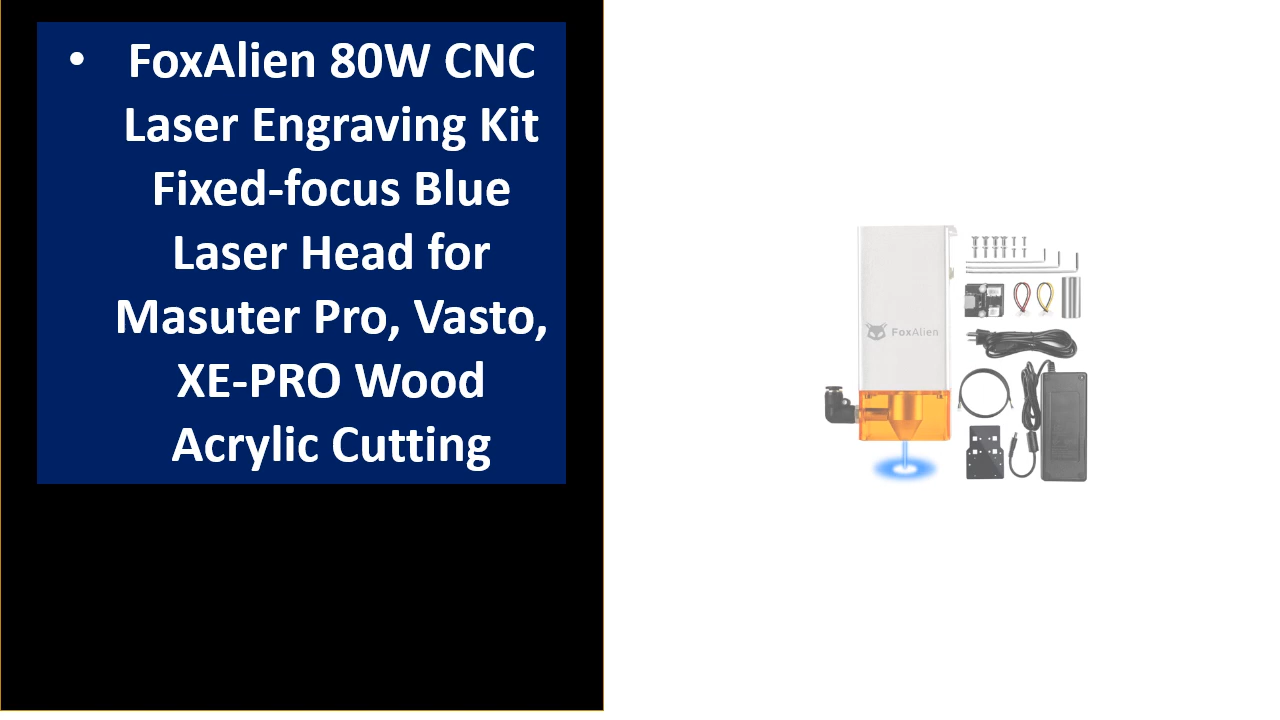 • FoxAlien 80W CNC
Laser Engraving Kit
Fixed-focus Blue
Laser Head for
Masuter Pro, Vasto,
XE-PRO Wood
Acrylic Cutting
FoxAlien